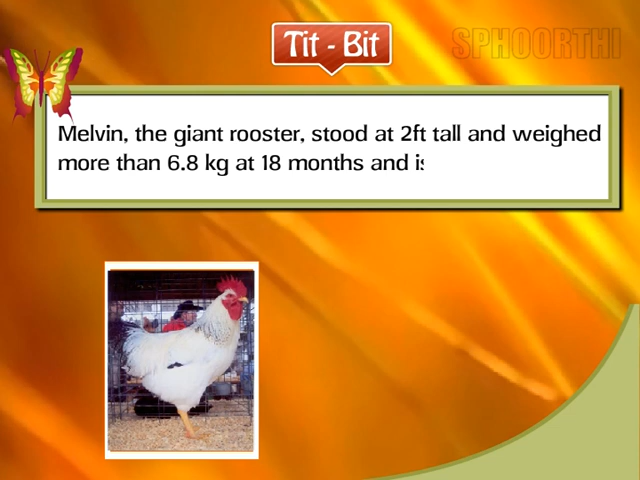 Tit - Bit
SPHOORTHI
Melvin, the giant rooster, stood at 2ft tall and weighed
more than 6.8 kg at 18 months and is